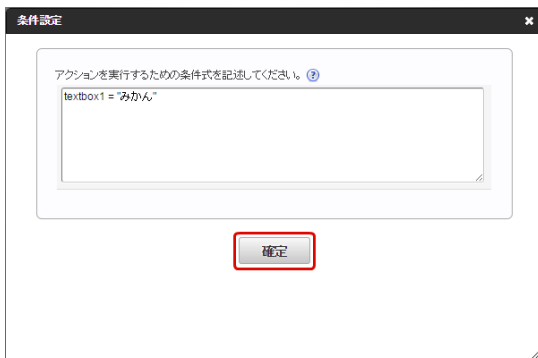 条件設定
アクションを実行するための条件式を記述してください。
textbox1 = "みかん"
確定